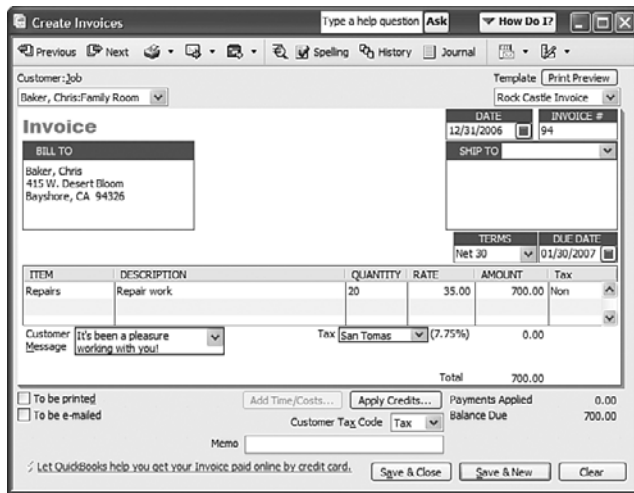 Create Invoices
Type a help question Ask
How Do I?
Previous Next Spelling History Journal
Customer:Job
Template Print Preview
Baker, Chris:Family Room
Rock Castle Invoice
Invoice
DATE INVOICE #
12/31/2006 94
BILL TO
SHIP TO
Baker, Chris
415 W. Desert Bloom
Bayshore, CA 94326
TERMS DUE DATE
Net 30 01/30/2007
ITEM DESCRIPTION QUANTITY RATE AMOUNT Tax
Repairs Repair work 20 35.00 700.00 Non
Customer Message
It's been a pleasure
working with you!
Tax San Tomas (7.75%) 0.00
Total 700.00
To be printed
Add Time/Costs... Apply Credits... Payments Applied 0.00
To be e-mailed
Customer Tax Code Tax Balance Due 700.00
Memo
Let QuickBooks help you get your Invoice paid online by credit card.
Save & Close Save & New Clear